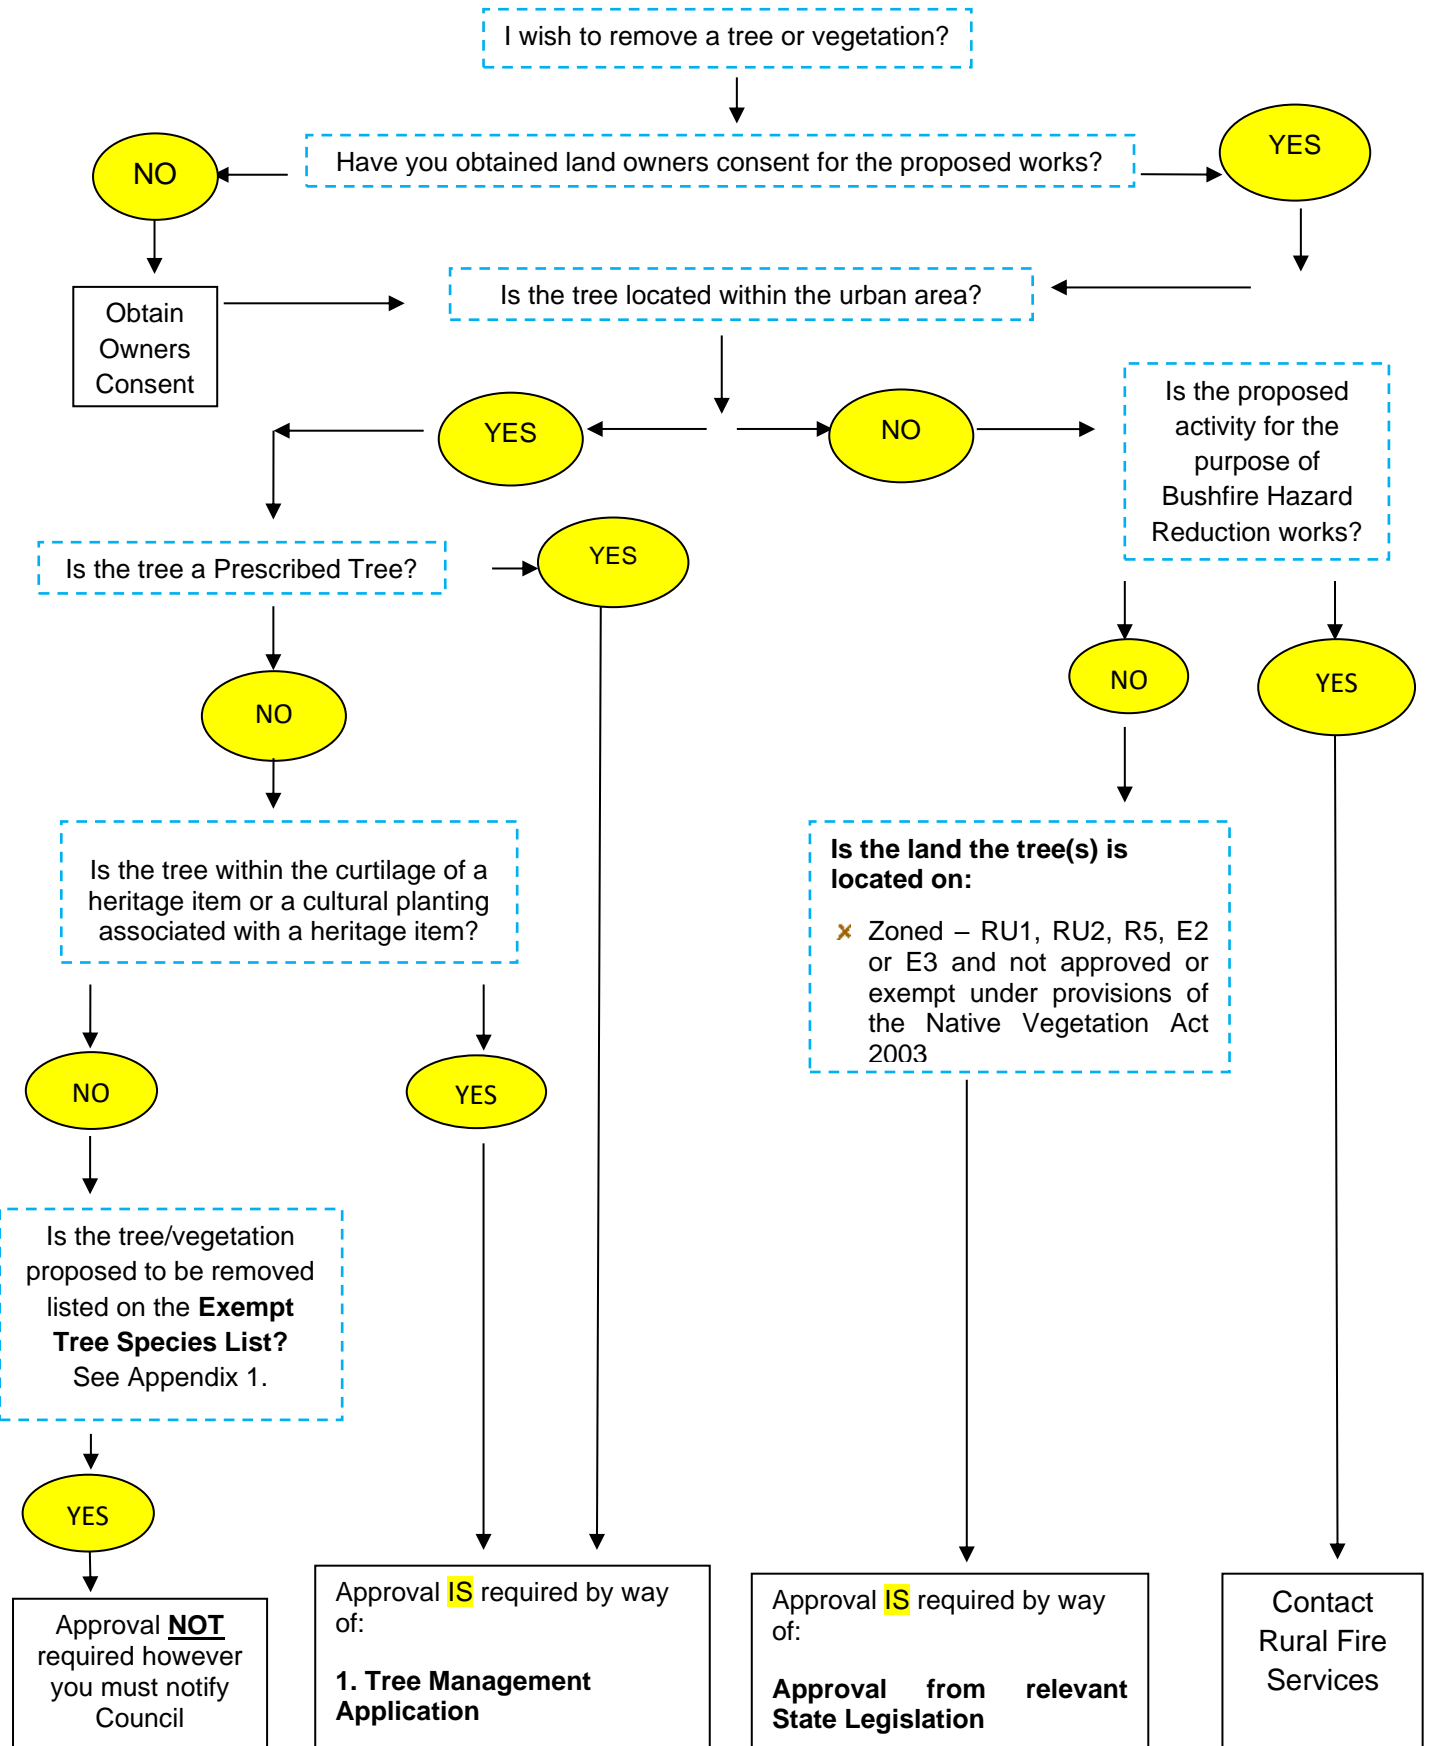 I wish to remove a tree or vegetation?
Have you obtained land owners consent for the proposed works?
NO
YES
Obtain
Owners
Consent
Is the tree located within the urban area?
YES
NO
Is the proposed
activity for the
purpose of
Bushfire Hazard
Reduction works?
Is the tree a Prescribed Tree?
YES
NO
NO
YES
Is the tree within the curtilage of a
heritage item or a cultural planting
associated with a heritage item?
Is the land the tree(s) is
located on:
Zoned – RU1, RU2, R5, E2
or E3 and not approved or
exempt under provisions of
the Native Vegetation Act
2003
NO
YES
Is the tree/vegetation
proposed to be removed
listed on the Exempt
Tree Species List?
See Appendix 1.
YES
Approval NOT
required however
you must notify
Council
Approval IS required by way
of:
1. Tree Management
Application
Approval IS required by way
of:
Approval from relevant
State Legislation
Contact
Rural Fire
Services